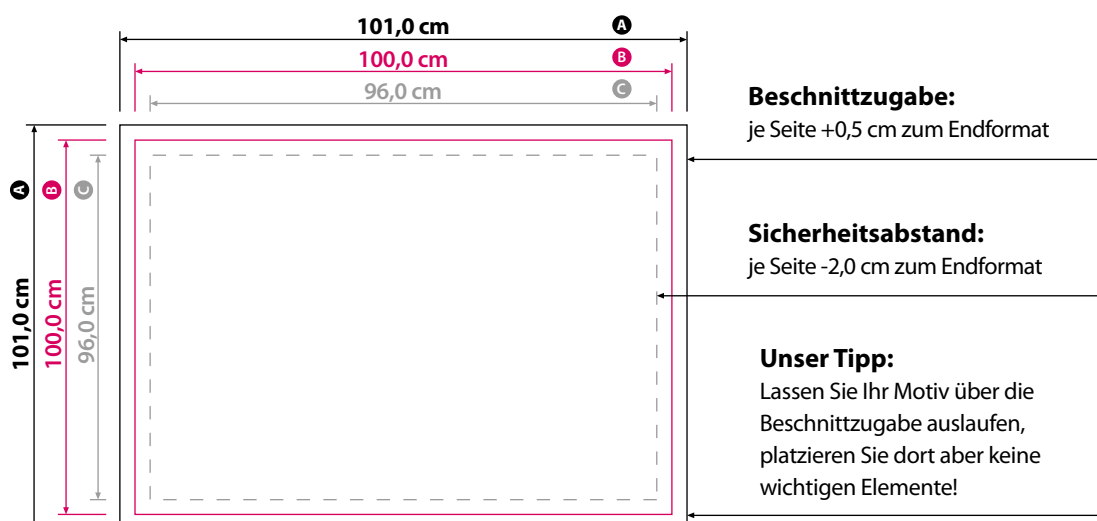 101,0 cm A
100,0 cm B
96,0 cm C
A
B
C
101,0 cm
100,0 cm
96,0 cm
Beschnittzugabe:
je Seite +0,5 cm zum Endformat
Sicherheitsabstand:
je Seite -2,0 cm zum Endformat
Unser Tipp:
Lassen Sie Ihr Motiv über die
Beschnittzugabe auslaufen,
platzieren Sie dort aber keine
wichtigen Elemente!